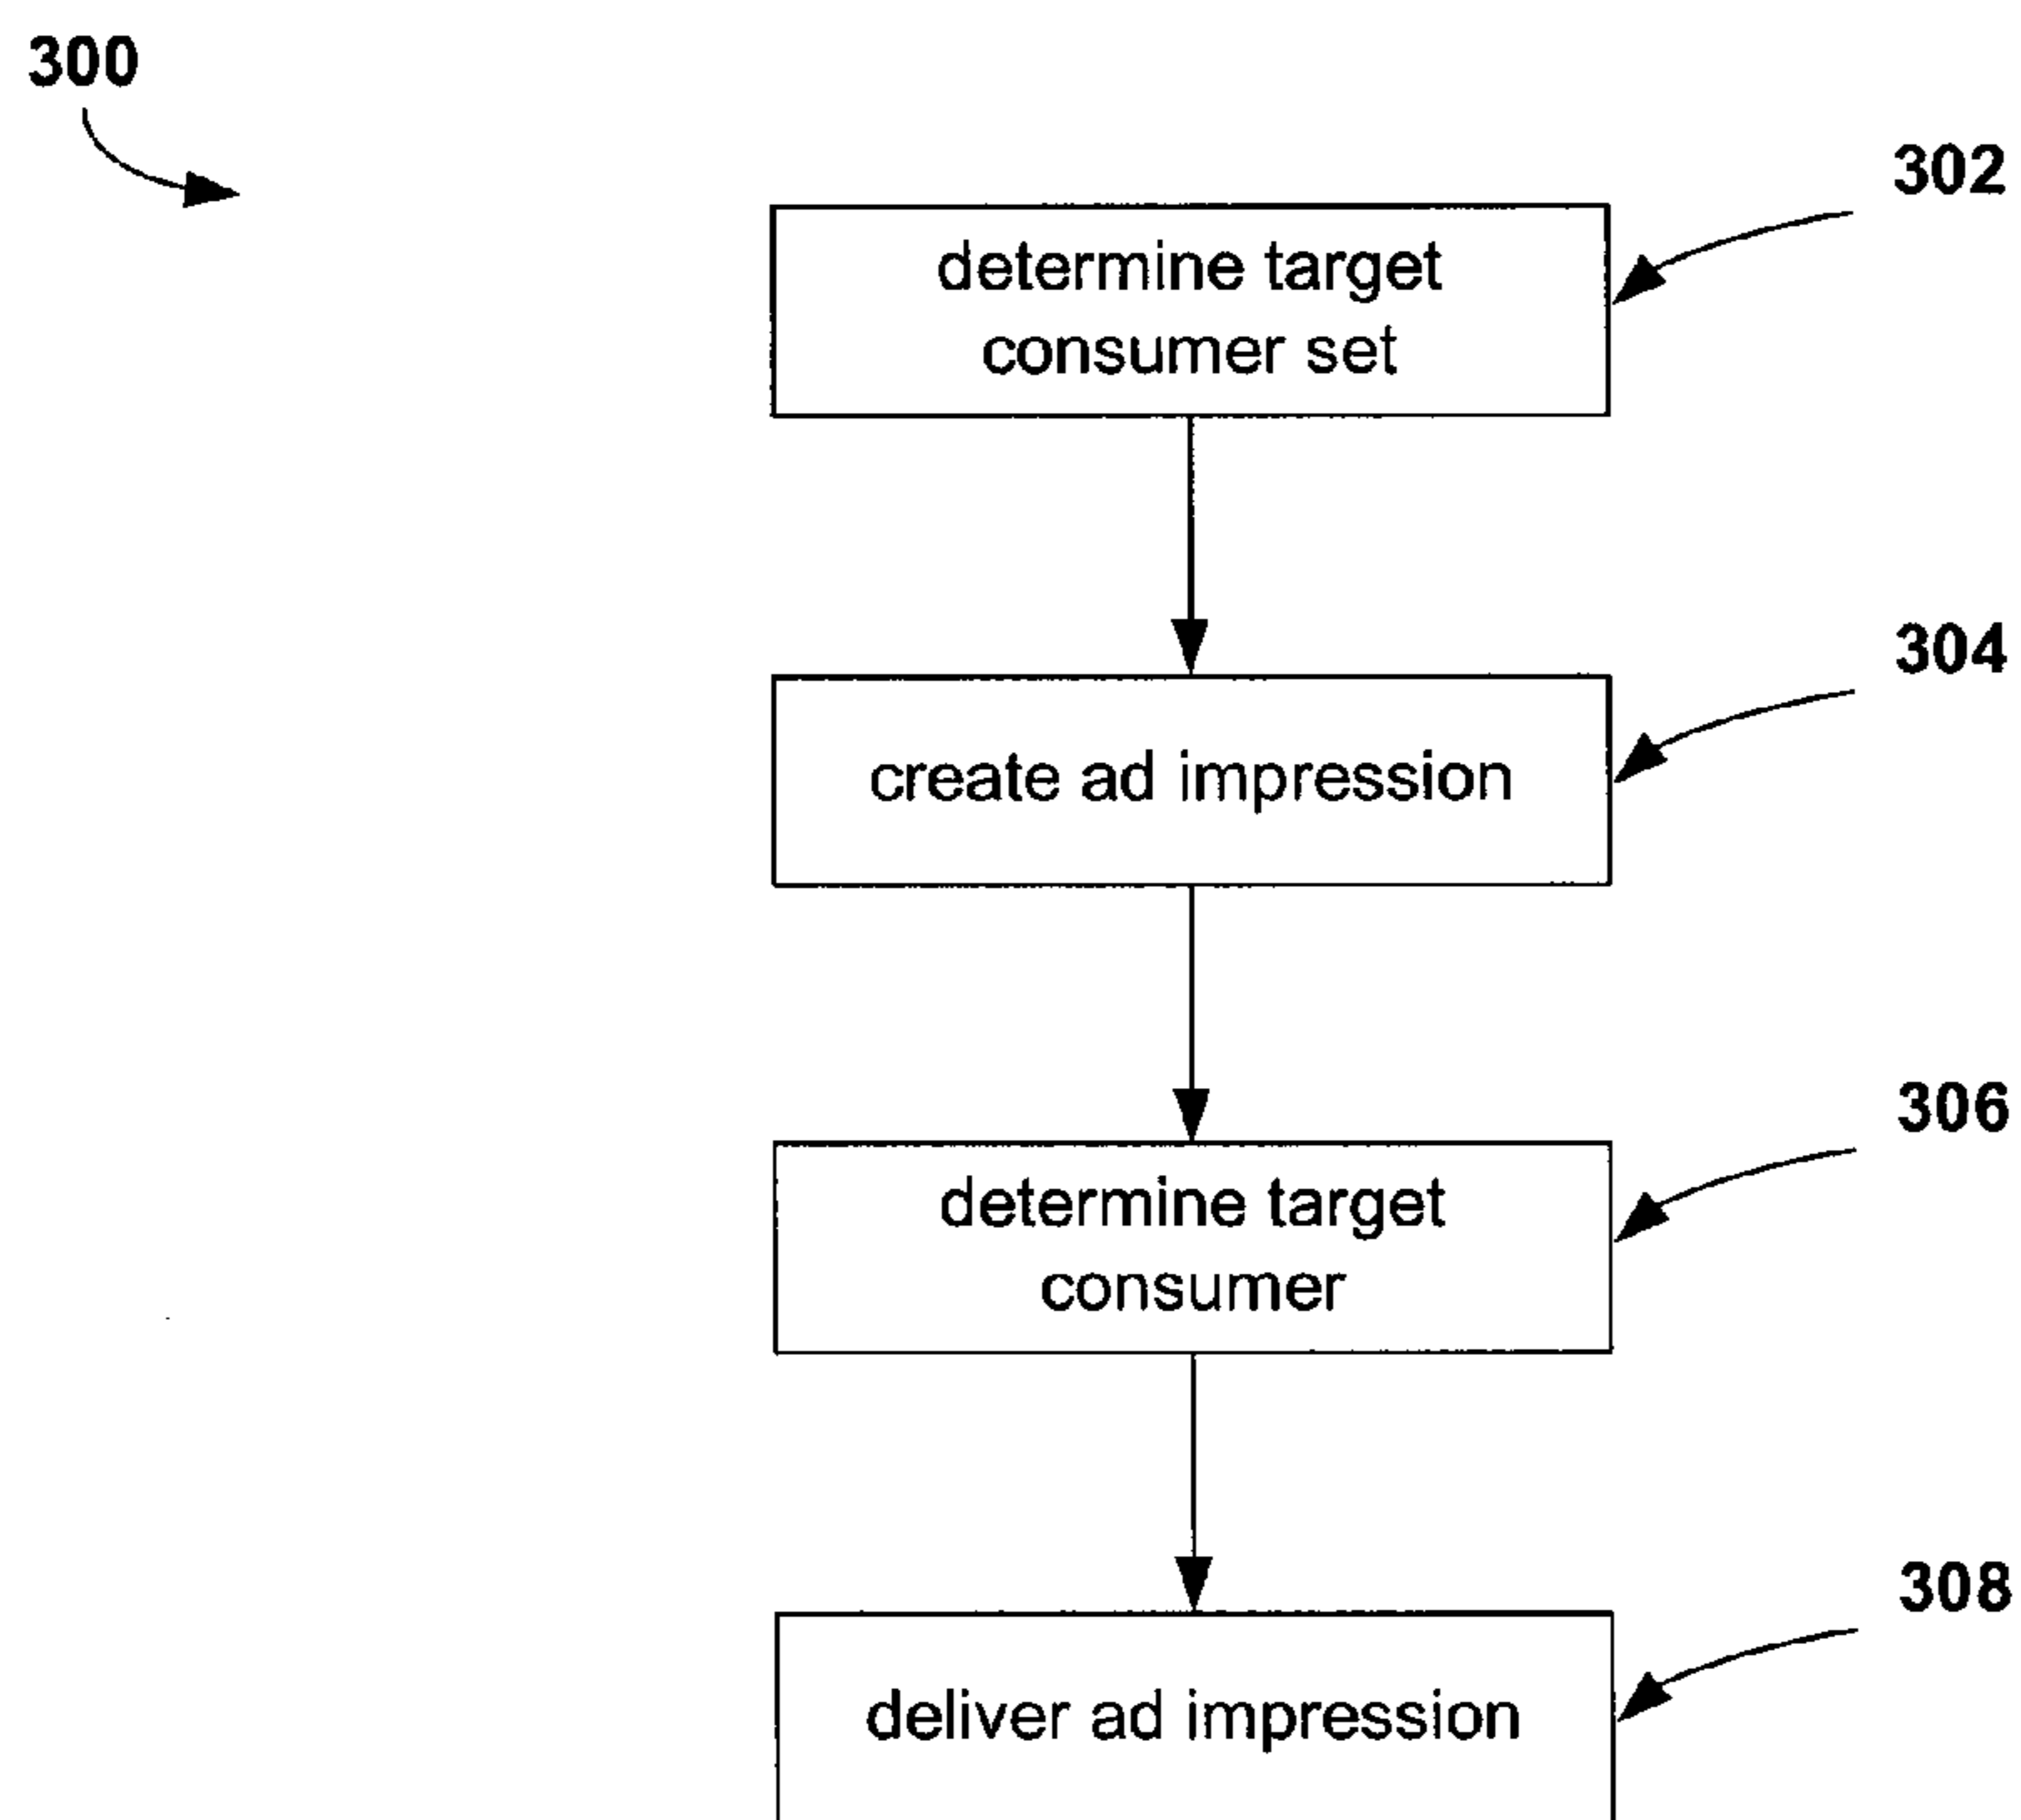 300
302
determine target
consumer set
304
create ad impression
306
determine target
consumer
308
deliver ad impression